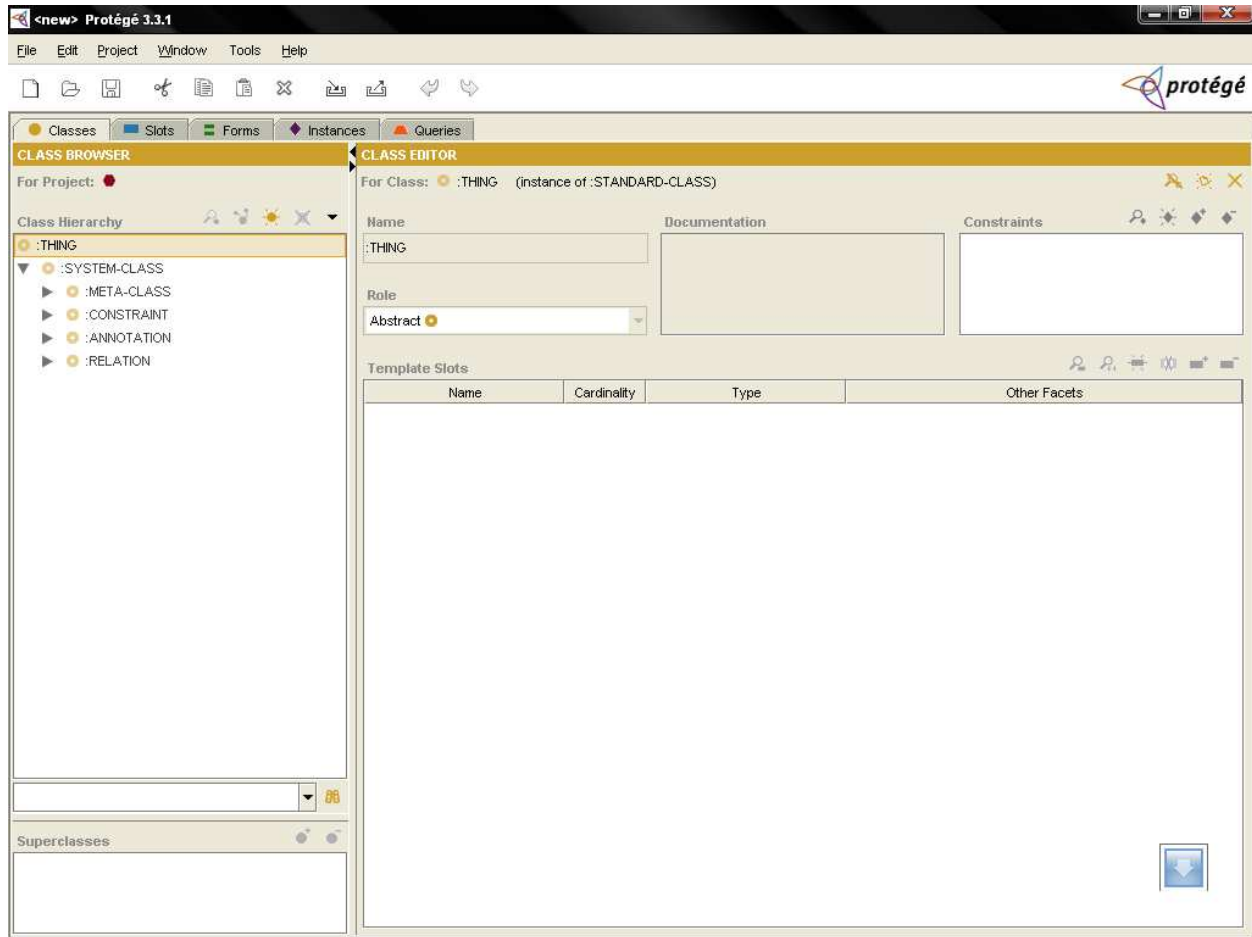 <new> Protégé 3.3.1
File Edit Project Window Tools Help
protégé
Classes Slots Forms Instances Queries
CLASS BROWSER
For Project:
Class Hierarchy
:THING
:SYSTEM-CLASS
:META-CLASS
:CONSTRAINT
:ANNOTATION
:RELATION
Superclasses
CLASS EDITOR
For Class: :THING (instance of :STANDARD-CLASS)
Name Documentation Constraints
:THING
Role
Abstract
Template Slots
Name Cardinality Type Other Facets